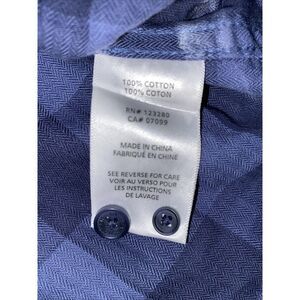 100% COTTON
100% COTTON
RN# 123280
CA# 07099
MADE IN CHINA
FABRIQUÉ EN CHINE
SEE REVERSE FOR CARE
VOIR AU VERSO POUR
LES INSTRUCTIONS
DE LAVAGE